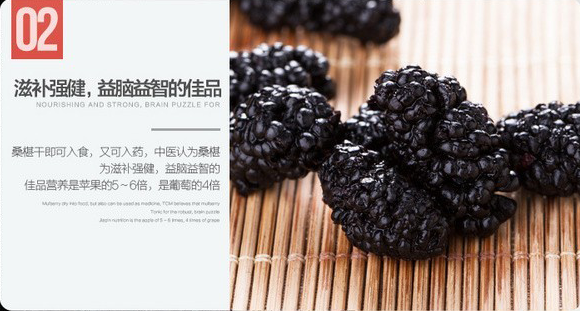 02
滋补强健，益脑益智的佳品
NOURISHING AND STRONG, BRAIN PUZZLE FOR
桑椹干即可入食，又可入药，中医认为桑椹
为滋补强健，益脑益智的
佳品营养是苹果的5~6倍，是葡萄的4倍
Mulberry dry into food, but also can be used as medicine, TCM believes that mulberry
Tonic for the robust, brain puzzle
Jiapin nutrition is the apple of 5 ~ 6 times, 4 times of grape